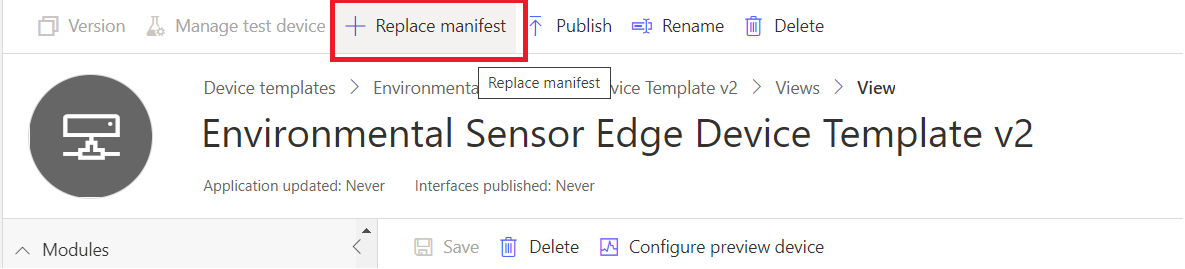 Version Manage test device Replace manifest Publish Rename Delete
Replace manifest
Device templates > Environmenta vice Template v2 > Views > View
Environmental Sensor Edge Device Template v2
Application updated: Never Interfaces published: Never
Modules
Save Delete Configure preview device